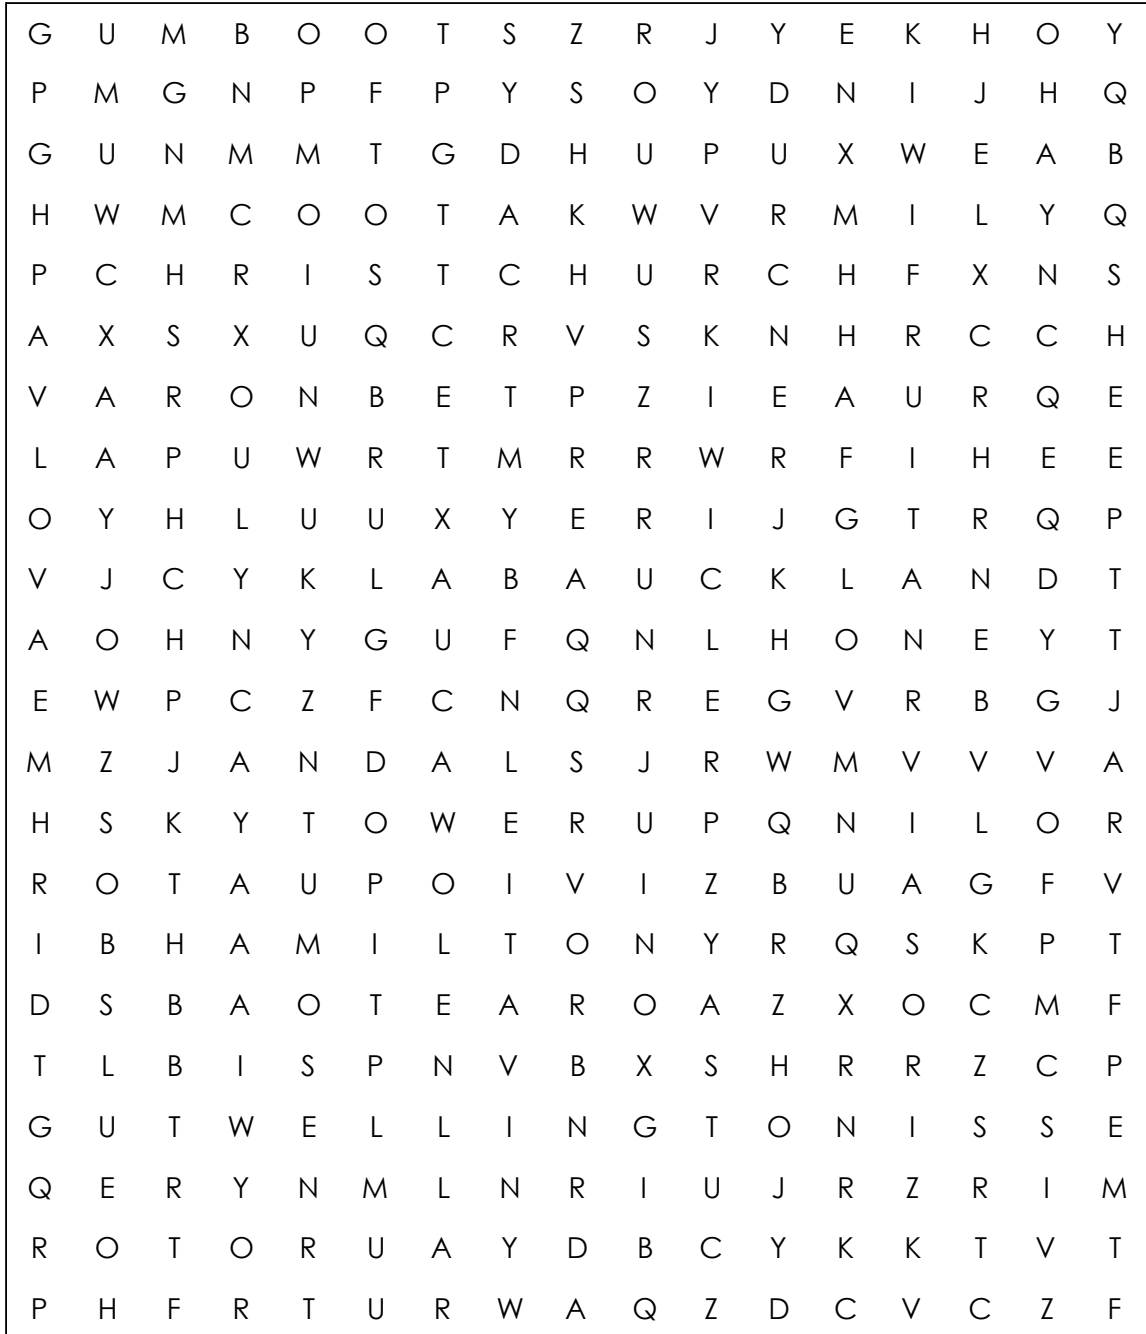 G U M B O O T S Z R J Y E K H O Y
P M G N P F P Y S O Y D N I J H Q
G U N M M T G D H U P U X W E A B
H W M C O O T A K W V R M I L Y Q
P C H R I S T C H U R C H F X N S
A X S X U Q C R V S K N H R C C H
V A R O N B E T P Z I E A U R Q E
L A P U W R T M R R W R F I H E E
O Y H L U U X Y E R I J G T R Q P
V J C Y K L A B A U C K L A N D T
A O H N Y G U F Q N L H O N E Y T
E W P C Z F C N Q R E G V R B G J
M Z J A N D A L S J R W M V V V A
H S K Y T O W E R U P Q N I L O R
R O T A U P O I V I Z B U A G F V
I B H A M I L T O N Y R Q S K P T
D S B A O T E A R O A Z X O C M F
T L B I S P N V B X S H R R Z C P
G U T W E L L I N G T O N I S S E
Q E R Y N M L N R I U J R Z R I M
R O T O R U A Y D B C Y K K T V T
P H F R T U R W A Q Z D C V C Z F